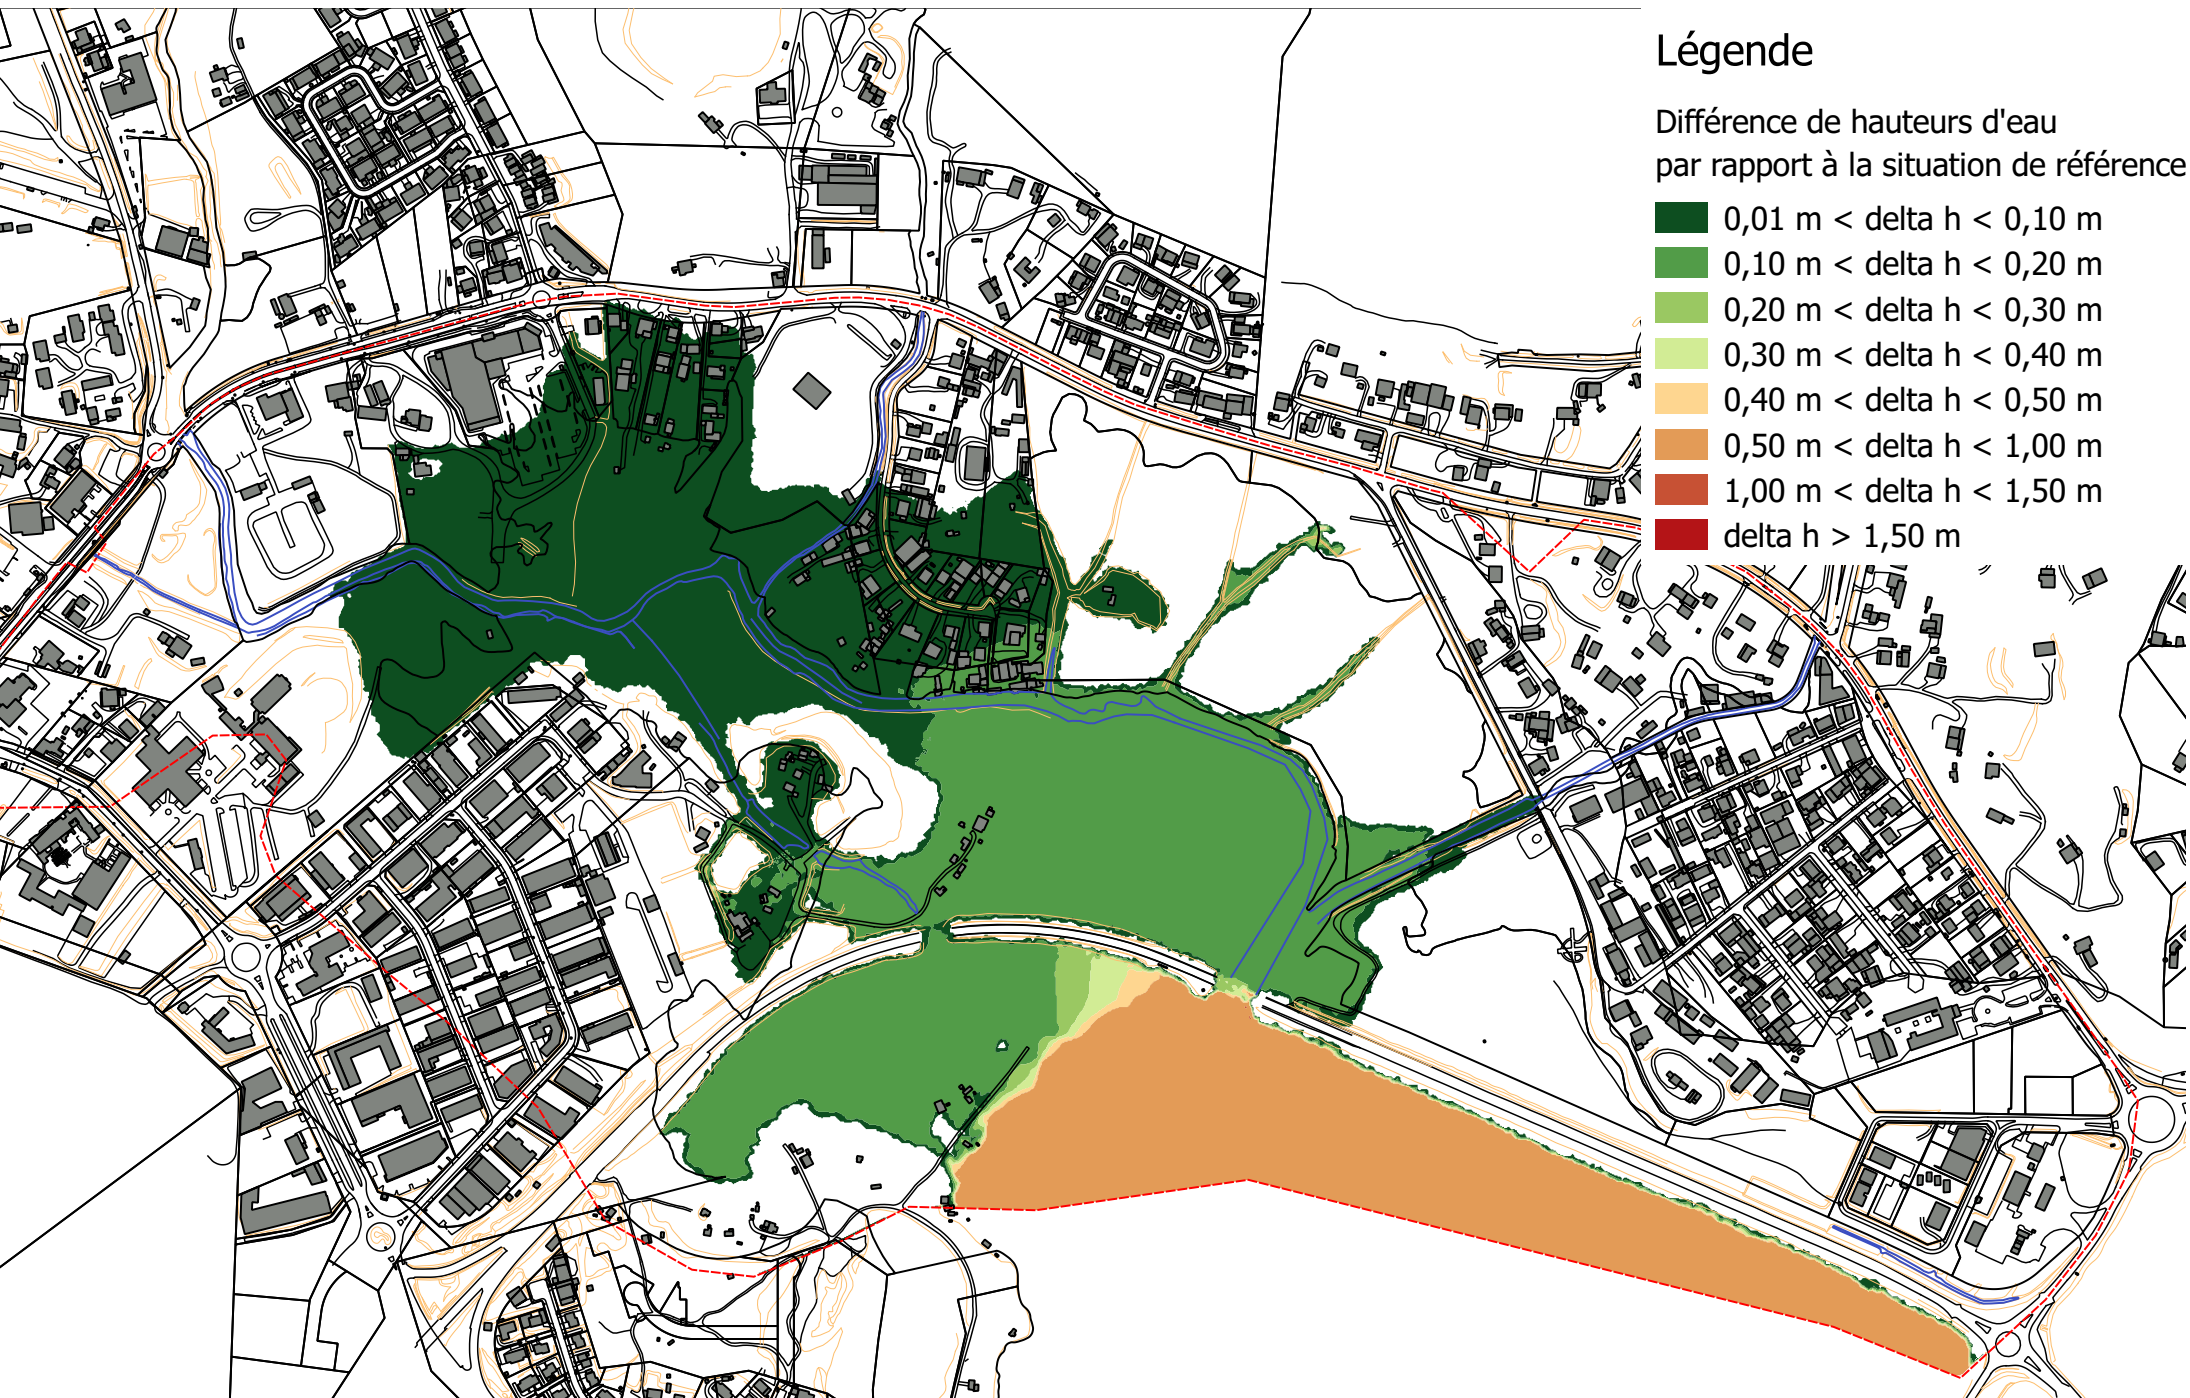 Légende
Différence de hauteurs d'eau
par rapport à la situation de référence
0,01 m < delta h < 0,10 m
0,10 m < delta h < 0,20 m
0,20 m < delta h < 0,30 m
0,30 m < delta h < 0,40 m
0,40 m < delta h < 0,50 m
0,50 m < delta h < 1,00 m
1,00 m < delta h < 1,50 m
delta h > 1,50 m